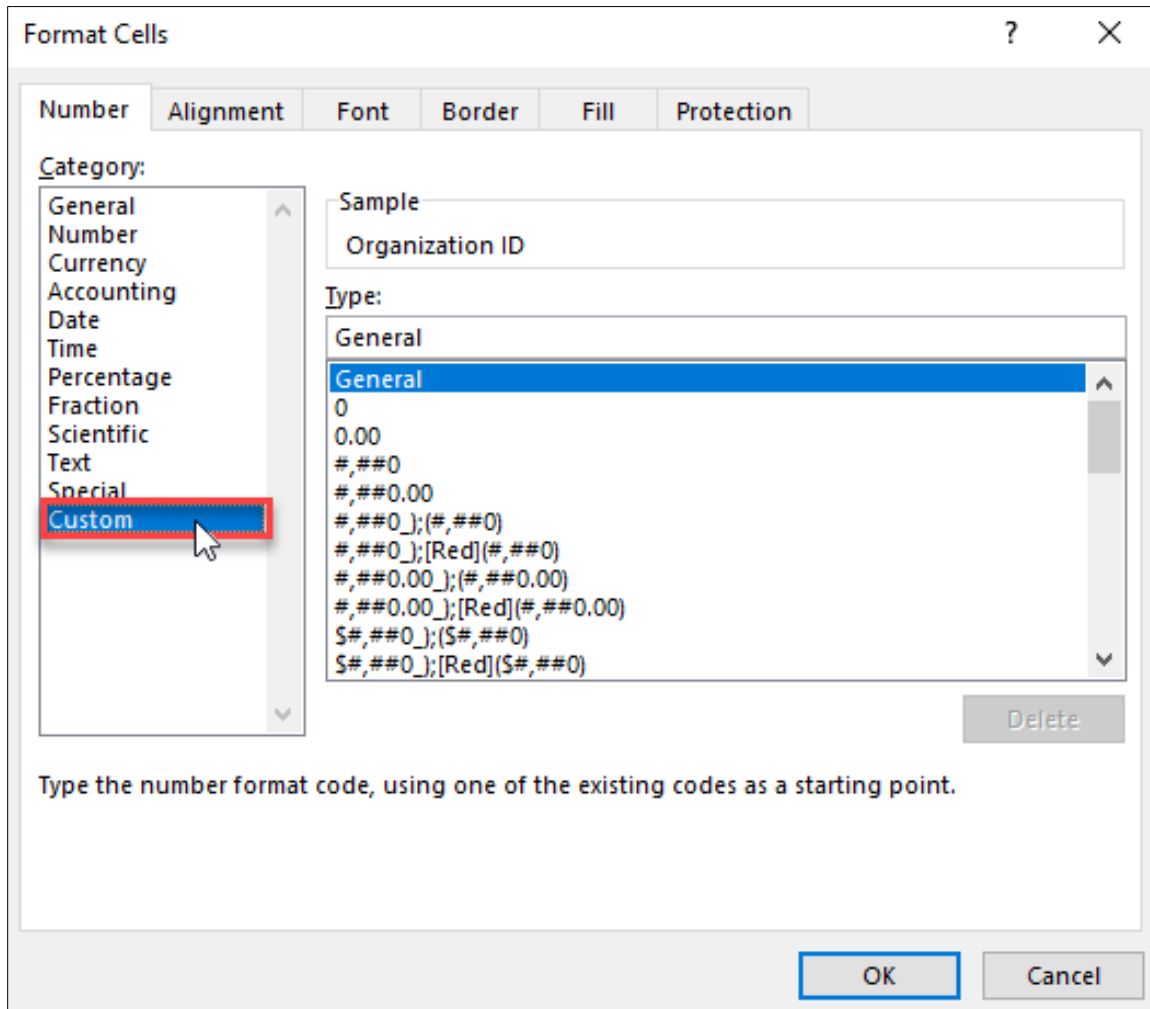 Format Cells
?
Number Alignment Font Border Fill Protection
Category:
General
Number
Currency
Accounting
Date
Time
Percentage
Fraction
Scientific
Text
Special
Custom
Sample
Organization ID
Type:
General
General
0
0.00
#,##0
#,##0.00
#,##0_);(#,##0)
#,##0_);[Red](#,##0)
#,##0.00_);(#,##0.00)
#,##0.00_);[Red](#,##0.00)
$#,##0_);($#,##0)
$#,##0_);[Red]($#,##0)
Delete
Type the number format code, using one of the existing codes as a starting point.
OK Cancel